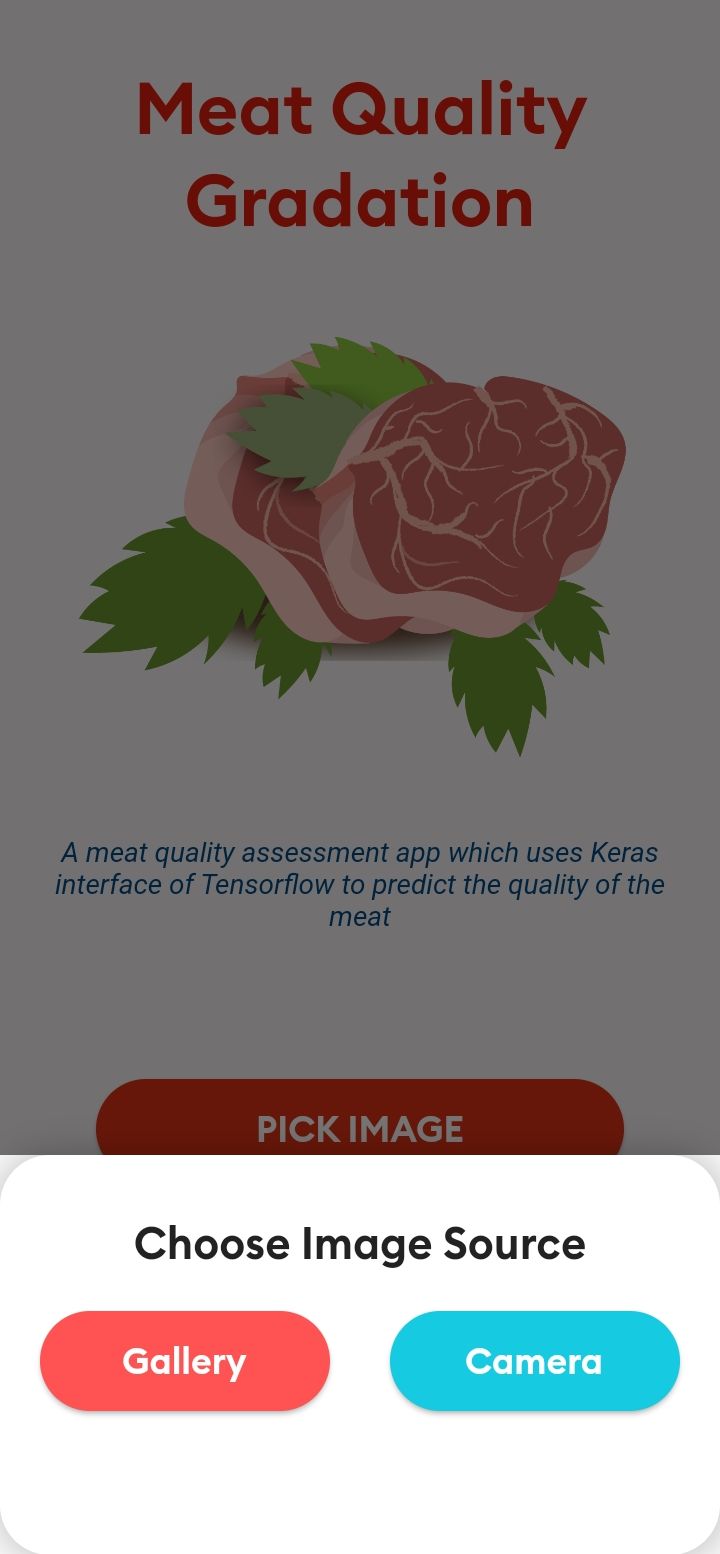 Meat Quality
Gradation
A meat quality assessment app which uses Keras
interface of Tensorflow to predict the quality of the
meat
PICK IMAGE
Choose Image Source
Gallery
Camera